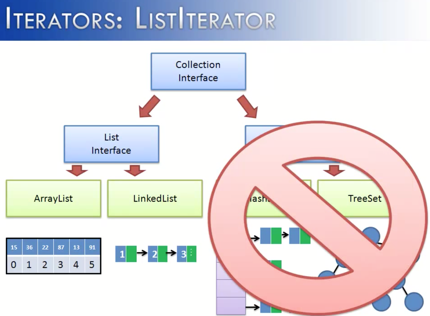 ITERATORS: LISTITERATOR
Collection
Interface
List
Interface
ArrayList
LinkedList
TreeSet
15 36 22 87 13 91
0 1 2 3 4 5
1 2 3